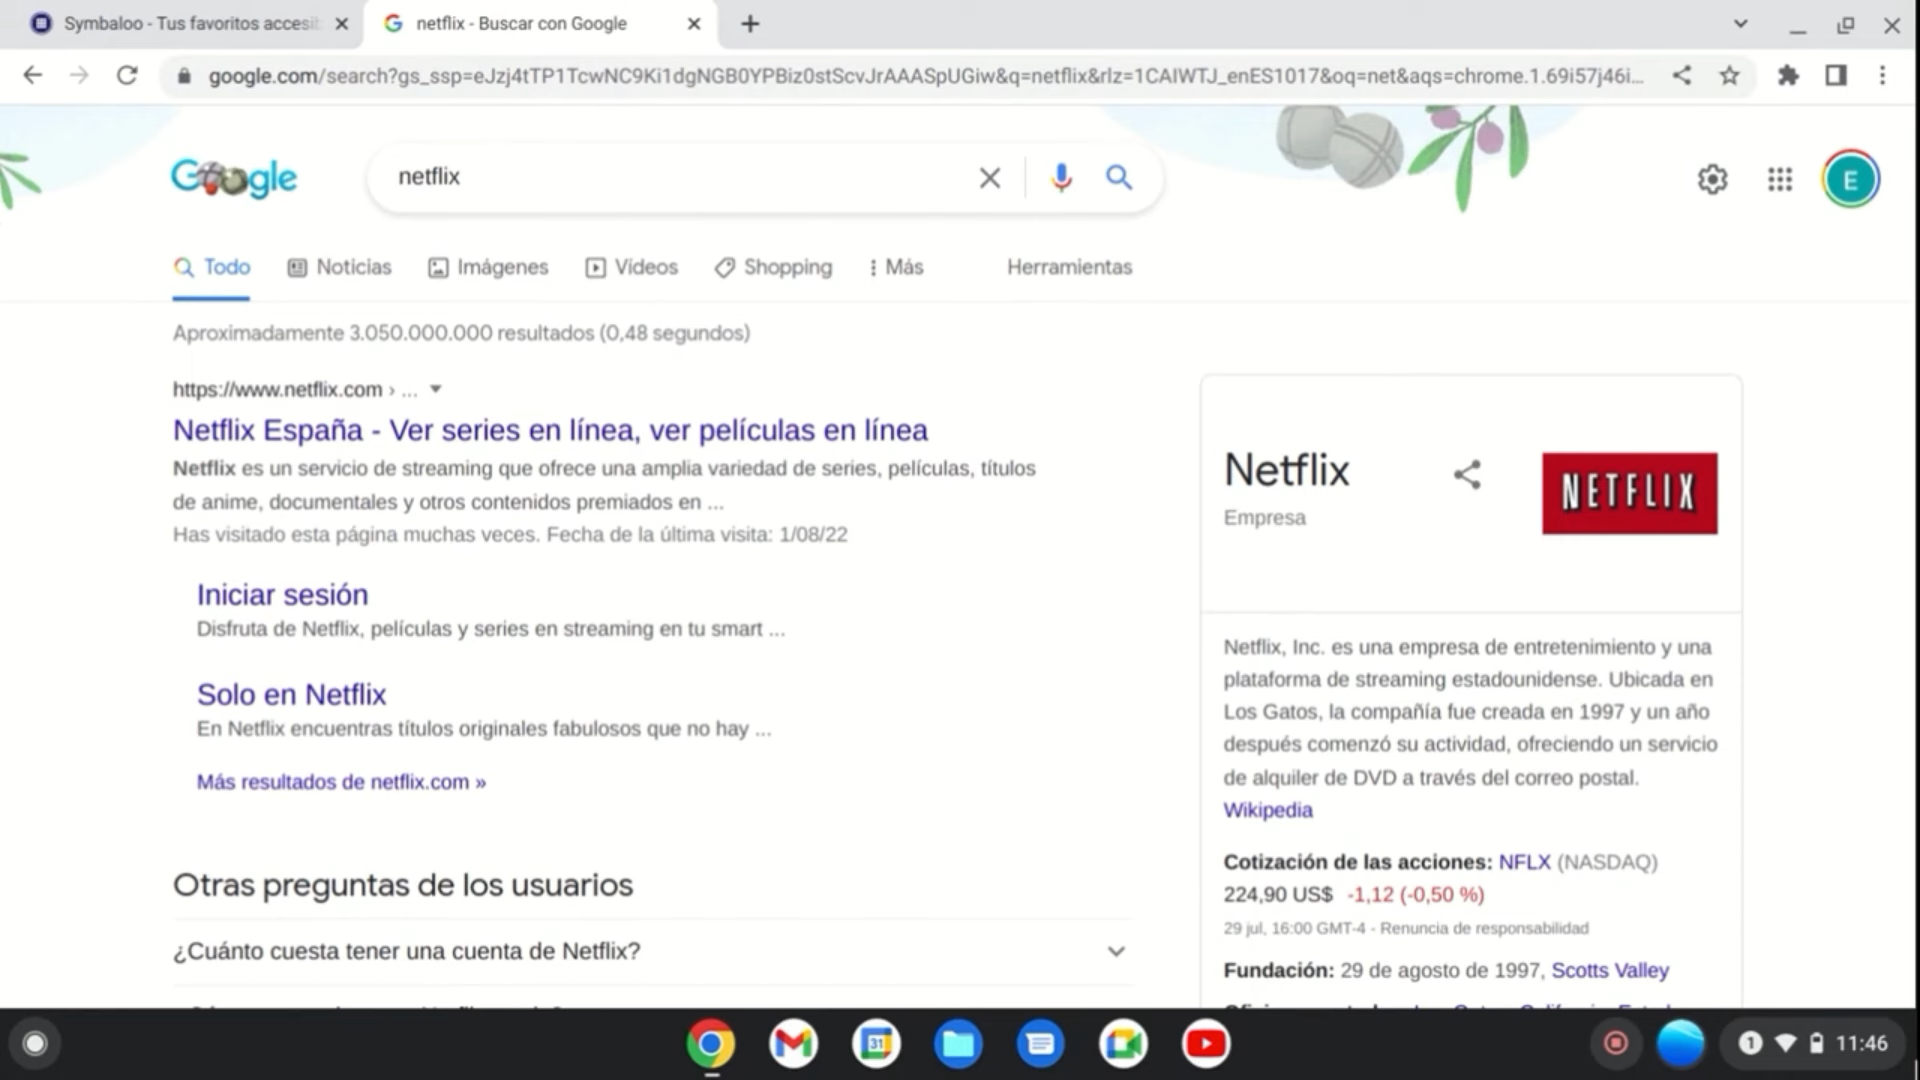 Symbaloo - Tus favoritos accesib
netflix - Buscar con Google
google.com/search?gs_ssp=eJzj4tTP1TcwNC9Ki1dgNGB0YPBiz0stScvJrAAASpUGiw&q=netflix&rlz=1CAIWTJ_enES1017&oq=net&aqs=chrome.1.69i57j46i...
Google
netflix
E
Todo
Noticias
Imágenes
Vídeos
Shopping
Más
Herramientas
Aproximadamente 3.050.000.000 resultados (0,48 segundos)
https://www.netflix.com › ...
Netflix España - Ver series en línea, ver películas en línea
Netflix es un servicio de streaming que ofrece una amplia variedad de series, películas, títulos
de anime, documentales y otros contenidos premiados en ...
Has visitado esta página muchas veces. Fecha de la última visita: 1/08/22
Iniciar sesión
Disfruta de Netflix, películas y series en streaming en tu smart ...
Solo en Netflix
En Netflix encuentras títulos originales fabulosos que no hay ...
Más resultados de netflix.com »
Otras preguntas de los usuarios
¿Cuánto cuesta tener una cuenta de Netflix?
Netflix
Empresa
NETFLIX
Netflix, Inc. es una empresa de entretenimiento y una
plataforma de streaming estadounidense. Ubicada en
Los Gatos, la compañía fue creada en 1997 y un año
después comenzó su actividad, ofreciendo un servicio
de alquiler de DVD a través del correo postal.
Wikipedia
Cotización de las acciones: NFLX (NASDAQ)
224,90 US$ -1,12 (-0,50 %)
29 jul, 16:00 GMT-4 - Renuncia de responsabilidad
Fundación: 29 de agosto de 1997, Scotts Valley
31
1
11:46